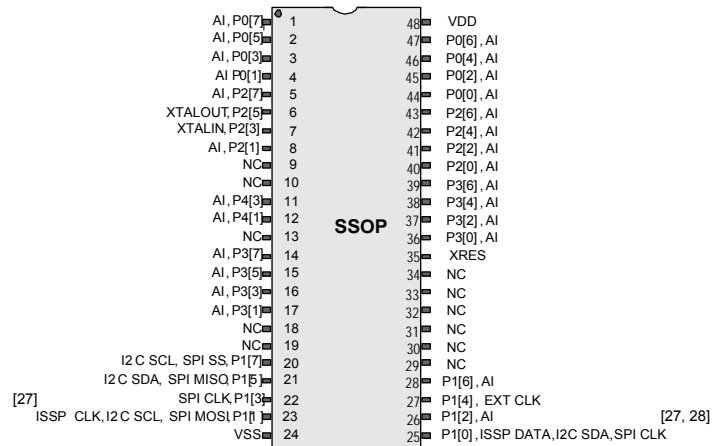 AI, P0[7] 1 48 VDD
AI, P0[5] 2 47 P0[6], AI
AI, P0[3] 3 46 P0[4], AI
AI P0[1] 4 45 P0[2], AI
AI, P2[7] 5 44 P0[0], AI
XTALOUT, P2[5] 6 43 P2[6], AI
XTALIN, P2[3] 7 42 P2[4], AI
AI, P2[1] 8 41 P2[2], AI
NC 9 40 P2[0], AI
NC 10 39 P3[6], AI
AI, P4[3] 11 38 P3[4], AI
AI, P4[1] 12 37 P3[2], AI
SSOP
NC 13 36 P3[0], AI
AI, P3[7] 14 35 XRES
AI, P3[5] 15 34 NC
AI, P3[3] 16 33 NC
AI, P3[1] 17 32 NC
NC 18 31 NC
NC 19 30 NC
I2C SCL, SPI SS, P1[7] 20 29 NC
I2C SDA, SPI MISO, P1[5] 21 28 P1[6], AI
[27] SPI CLK, P1[3] 22 27 P1[4], EXT CLK
ISSP CLK, I2C SCL, SPI MOSI, P1[1] 23 26 P1[2], AI [27, 28]
VSS 24 25 P1[0], ISSP DATA, I2C SDA, SPI CLK